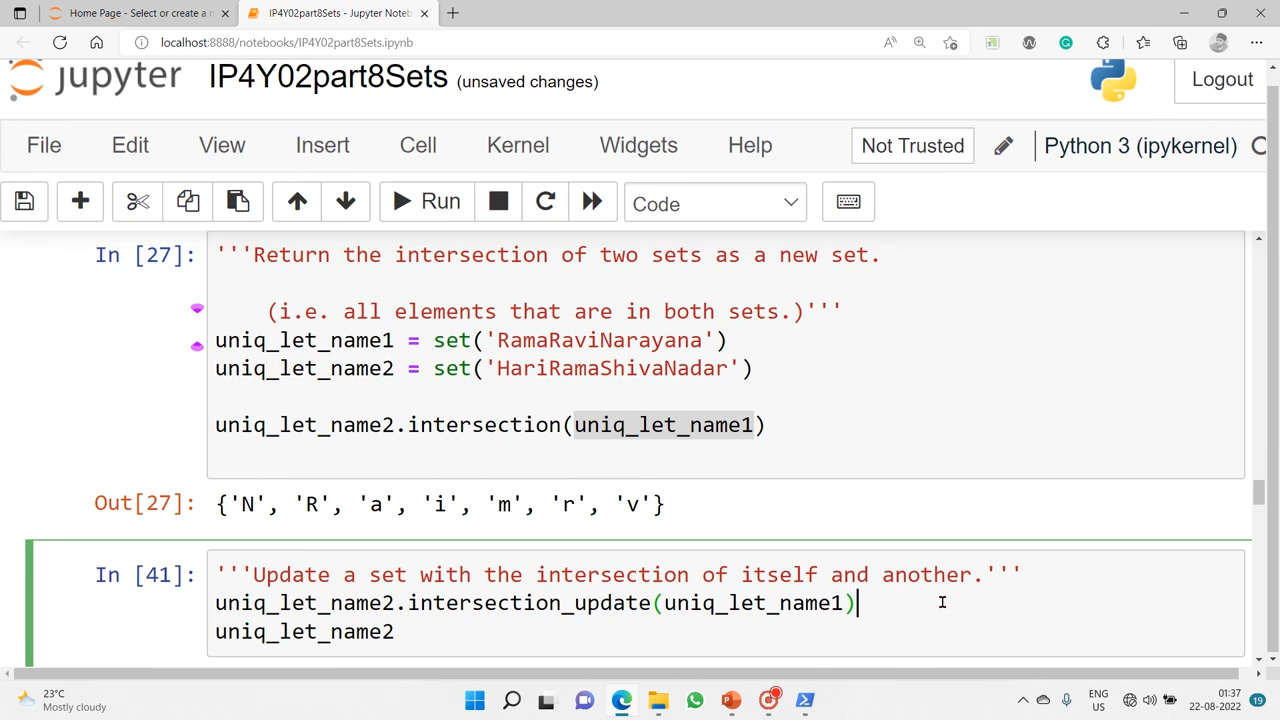 Home Page - Select or create a n
IP4Y02part8Sets - Jupyter Noteb
localhost:8888/notebooks/IP4Y02part8Sets.ipynb
jupyter IP4Y02part8Sets (unsaved changes)
Logout
File Edit View Insert Cell Kernel Widgets Help Not Trusted Python 3 (ipykernel)
Run Code
In [27]: '''Return the intersection of two sets as a new set.
(i.e. all elements that are in both sets.)'''
uniq_let_name1 = set('RamaRaviNarayana')
uniq_let_name2 = set('HariRamaShivaNadar')
uniq_let_name2.intersection(uniq_let_name1)
Out[27]: {'N', 'R', 'a', 'i', 'm', 'r', 'v'}
In [41]: '''Update a set with the intersection of itself and another.'''
uniq_let_name2.intersection_update(uniq_let_name1)
uniq_let_name2
23°C
Mostly cloudy
ENG
US
01:37
22-08-2022
19